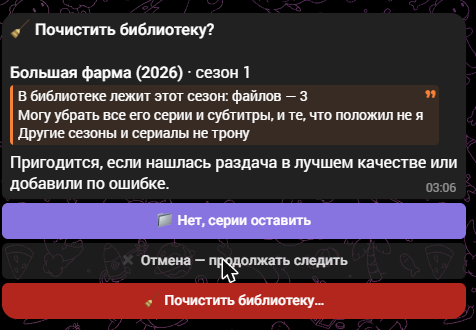 Почистить библиотеку?
Большая фарма (2026) · сезон 1
В библиотеке лежит этот сезон: файлов — 3
Могу убрать все его серии и субтитры, и те, что положил не я
Другие сезоны и сериалы не трону
Пригодится, если нашлась раздача в лучшем качестве или
добавили по ошибке.
03:06
Нет, серии оставить
Отмена — продолжать следить
Почистить библиотеку…